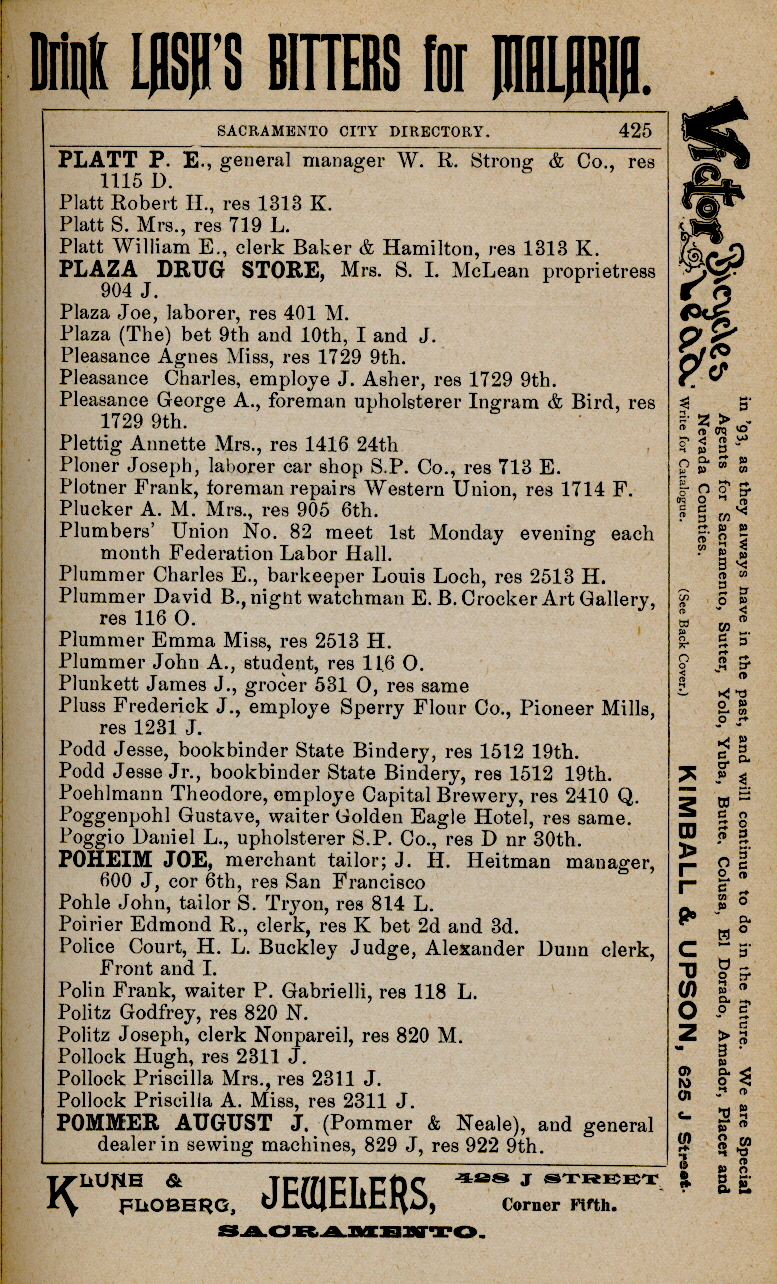 Drink LASH'S BITTERS for MALARIA.
SACRAMENTO CITY DIRECTORY. 425
PLATT P. E., general manager W. R. Strong & Co., res
1115 D.
Platt Robert H., res 1313 K.
Platt S. Mrs., res 719 L.
Platt William E., clerk Baker & Hamilton, res 1313 K.
PLAZA DRUG STORE, Mrs. S. I. McLean proprietress
904 J.
Plaza Joe, laborer, res 401 M.
Plaza (The) bet 9th and 10th, I and J.
Pleasance Agnes Miss, res 1729 9th.
Pleasance Charles, employe J. Asher, res 1729 9th.
Pleasance George A., foreman upholsterer Ingram & Bird, res
1729 9th.
Plettig Annette Mrs., res 1416 24th
Ploner Joseph, laborer car shop S.P. Co., res 713 E.
Plotner Frank, foreman repairs Western Union, res 1714 F.
Plucker A. M. Mrs., res 905 6th.
Plumbers' Union No. 82 meet 1st Monday evening each
month Federation Labor Hall.
Plummer Charles E., barkeeper Louis Loch, res 2513 H.
Plummer David B., night watchman E. B. Crocker Art Gallery,
res 116 O.
Plummer Emma Miss, res 2513 H.
Plummer John A., student, res 116 O.
Plunkett James J., grocer 531 O, res same
Pluss Frederick J., employe Sperry Flour Co., Pioneer Mills,
res 1231 J.
Podd Jesse, bookbinder State Bindery, res 1512 19th.
Podd Jesse Jr., bookbinder State Bindery, res 1512 19th.
Poehlmann Theodore, employe Capital Brewery, res 2410 Q.
Poggenpohl Gustave, waiter Golden Eagle Hotel, res same.
Poggio Daniel L., upholsterer S.P. Co., res D nr 30th.
POHEIM JOE, merchant tailor; J. H. Heitman manager,
600 J, cor 6th, res San Francisco
Pohle John, tailor S. Tryon, res 814 L.
Poirier Edmond R., clerk, res K bet 2d and 3d.
Police Court, H. L. Buckley Judge, Alexander Dunn clerk,
Front and I.
Polin Frank, waiter P. Gabrielli, res 118 L.
Politz Godfrey, res 820 N.
Politz Joseph, clerk Nonpareil, res 820 M.
Pollock Hugh, res 2311 J.
Pollock Priscilla Mrs., res 2311 J.
Pollock Priscilla A. Miss, res 2311 J.
POMMER AUGUST J. (Pommer & Neale), and general
dealer in sewing machines, 829 J, res 922 9th.
KLUNE &
FLOBERG, JEWELERS, 428 J STREET
Corner Fifth.
SACRAMENTO.
Victor Bicycles Lead
in '93, as they always have in the past, and will continue to do in the future. We are Special
Agents for Sacramento, Sutter, Yolo, Yuba, Butte, Colusa, El Dorado, Amador, Placer and
Nevada Counties.
Write for Catalogue. (See Back Cover.) KIMBALL & UPSON, 625 J Street.